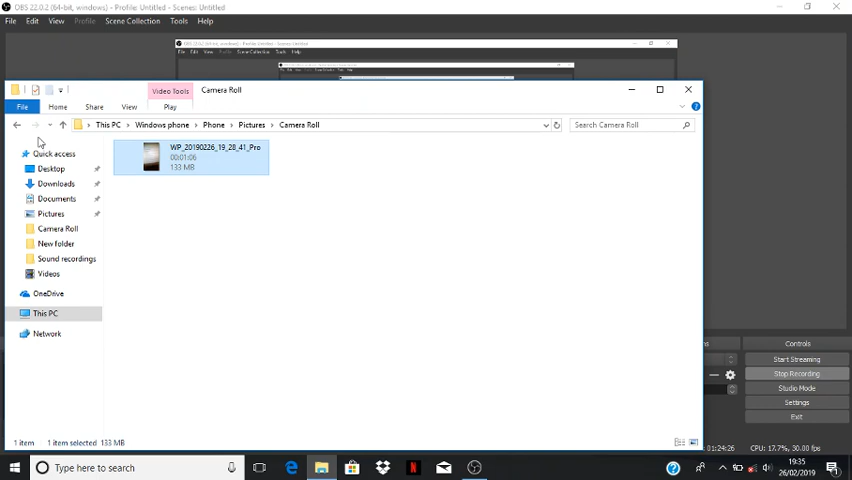 OBS 22.0.2 (64-bit, windows) - Profile: Untitled - Scenes: Untitled
File Edit View Profile Scene Collection Tools Help
Video Tools Camera Roll
File Home Share View Play
This PC Windows phone Phone Pictures Camera Roll Search Camera Roll
Quick access
Desktop
Downloads
Documents
Pictures
Camera Roll
New folder
Sound recordings
Videos
OneDrive
This PC
Network
WP_20190226_19_28_41_Pro
00:01:06
133 MB
1 item 1 item selected 133 MB
Controls
Start Streaming
Stop Recording
Studio Mode
Settings
Exit
01:24:26 CPU: 17.7%, 30.00 fps
Type here to search
19:35
26/02/2019